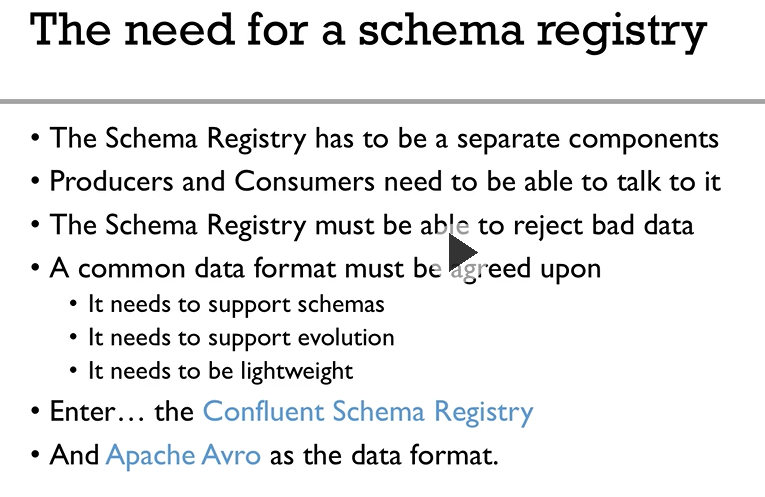 The need for a schema registry
• The Schema Registry has to be a separate components
• Producers and Consumers need to be able to talk to it
• The Schema Registry must be able to reject bad data
• A common data format must be agreed upon
• It needs to support schemas
• It needs to support evolution
• It needs to be lightweight
• Enter… the Confluent Schema Registry
• And Apache Avro as the data format.